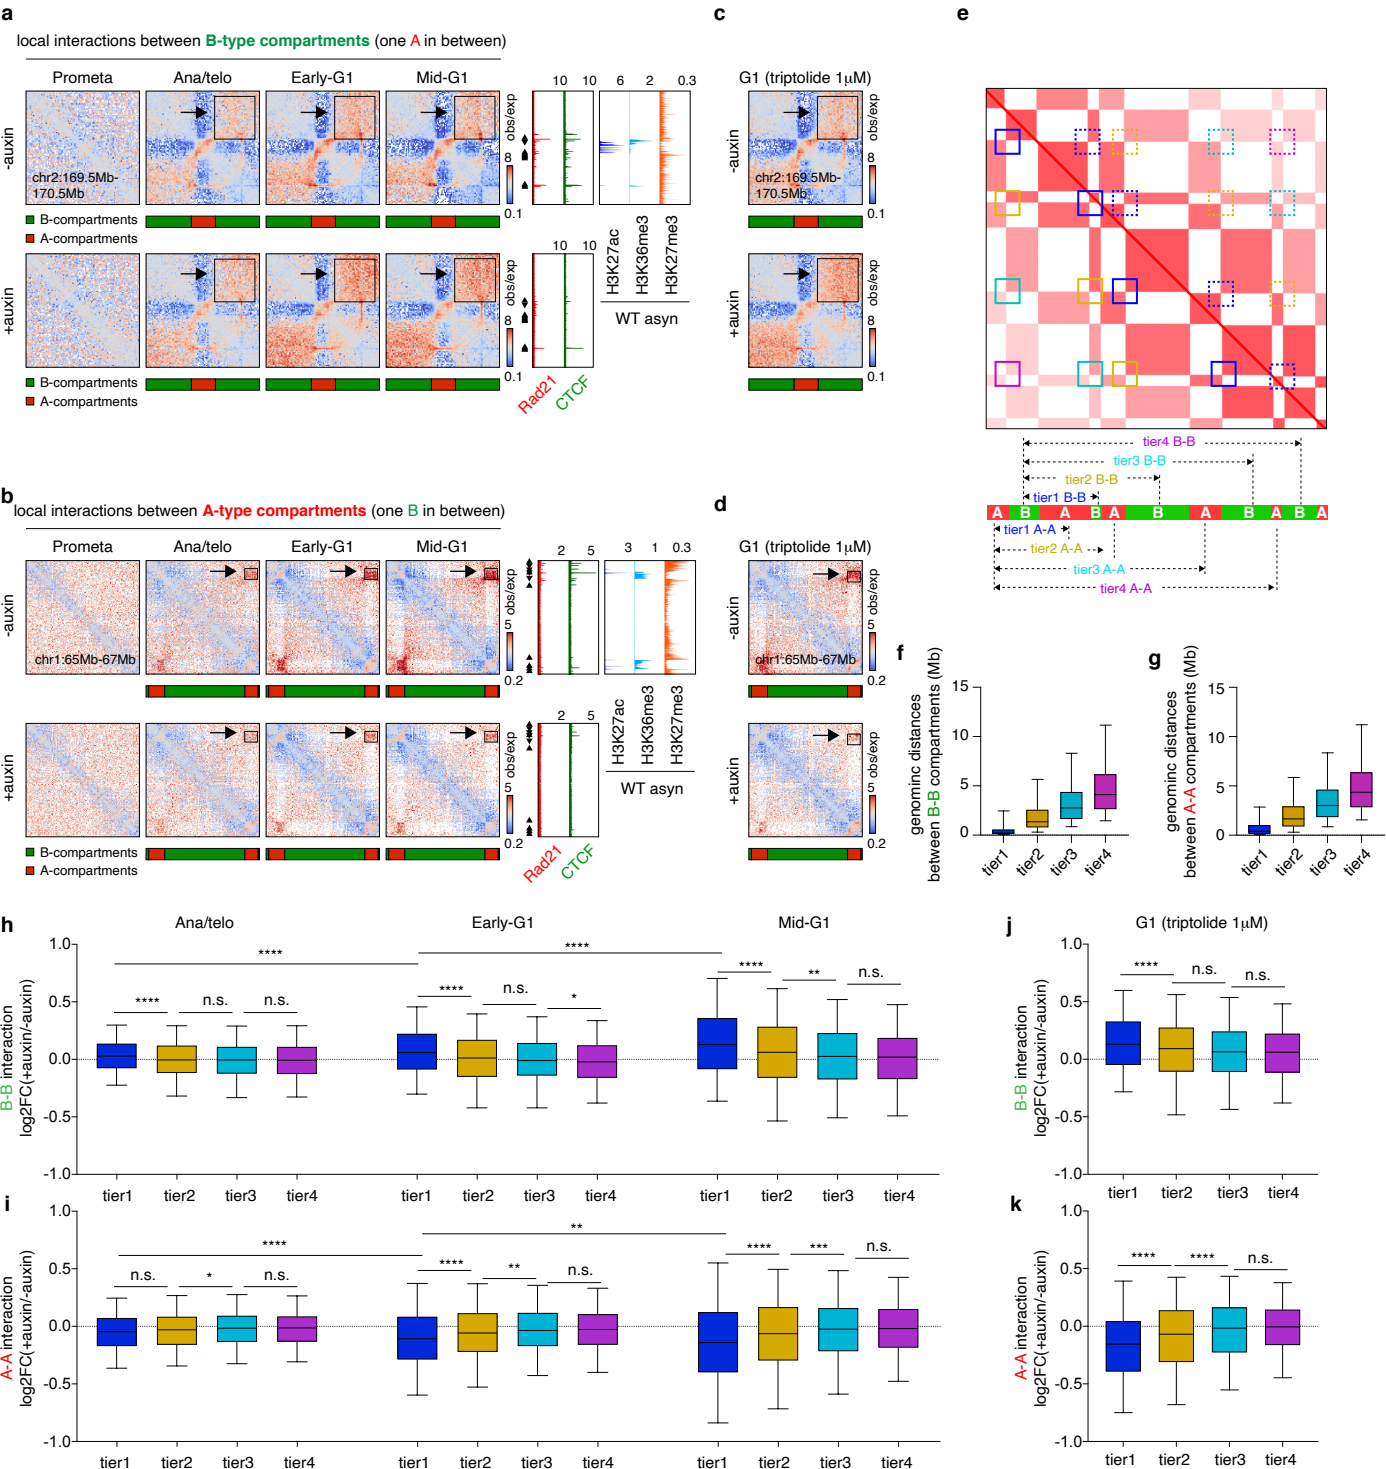 a
local interactions between B-type compartments (one A in between)
Prometa
Ana/telo
Early-G1
Mid-G1
10 10 6 2 0.3
-auxin
chr2:169.5Mb-
170.5Mb
obs/exp
8
0.1
B-compartments
A-compartments
+auxin
obs/exp
8
0.1
B-compartments
A-compartments
10 10
Rad21
CTCF
H3K27ac
H3K36me3
H3K27me3
WT asyn
c
G1 (triptolide 1μM)
-auxin
chr2:169.5Mb-
170.5Mb
obs/exp
8
0.1
+auxin
obs/exp
8
0.1
e
tier4 B-B
tier3 B-B
tier2 B-B
tier1 B-B
A B A B A B A B A B A
tier1 A-A
tier2 A-A
tier3 A-A
tier4 A-A
b
local interactions between A-type compartments (one B in between)
Prometa
Ana/telo
Early-G1
Mid-G1
2 5 3 1 0.3
-auxin
chr1:65Mb-67Mb
obs/exp
5
0.2
+auxin
obs/exp
5
0.2
B-compartments
A-compartments
2 5
Rad21
CTCF
H3K27ac
H3K36me3
H3K27me3
WT asyn
d
G1 (triptolide 1μM)
-auxin
chr1:65Mb-67Mb
obs/exp
5
0.2
+auxin
obs/exp
5
0.2
f
genominc distances
between B-B compartments (Mb)
15
10
5
0
tier1 tier2 tier3 tier4
g
genominc distances
between A-A compartments (Mb)
15
10
5
0
tier1 tier2 tier3 tier4
h
Ana/telo
Early-G1
Mid-G1
B-B interaction
log2FC(+auxin/-auxin)
1.0
0.5
0.0
-0.5
-1.0
**** ****
**** n.s. n.s.
**** n.s. *
**** ** n.s.
tier1 tier2 tier3 tier4 tier1 tier2 tier3 tier4 tier1 tier2 tier3 tier4
j
G1 (triptolide 1μM)
B-B interaction
log2FC(+auxin/-auxin)
1.0
0.5
0.0
-0.5
-1.0
**** n.s. n.s.
tier1 tier2 tier3 tier4
i
A-A interaction
log2FC(+auxin/-auxin)
1.0
0.5
0.0
-0.5
-1.0
**** **
n.s. * n.s.
**** ** n.s.
**** *** n.s.
tier1 tier2 tier3 tier4 tier1 tier2 tier3 tier4 tier1 tier2 tier3 tier4
k
A-A interaction
log2FC(+auxin/-auxin)
1.0
0.5
0.0
-0.5
-1.0
**** **** n.s.
tier1 tier2 tier3 tier4